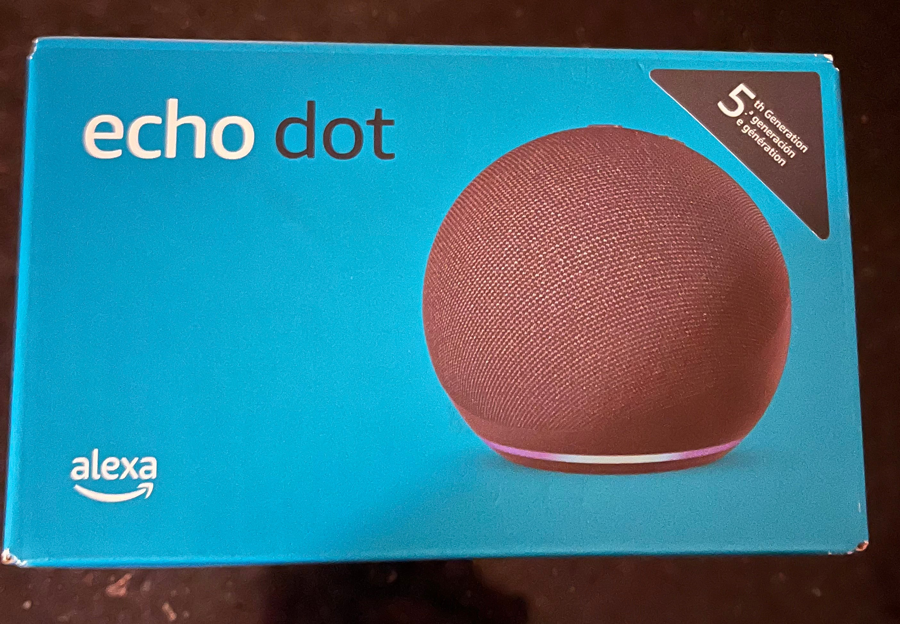 echo dot
5th Generation
.ª generación
e génération
alexa